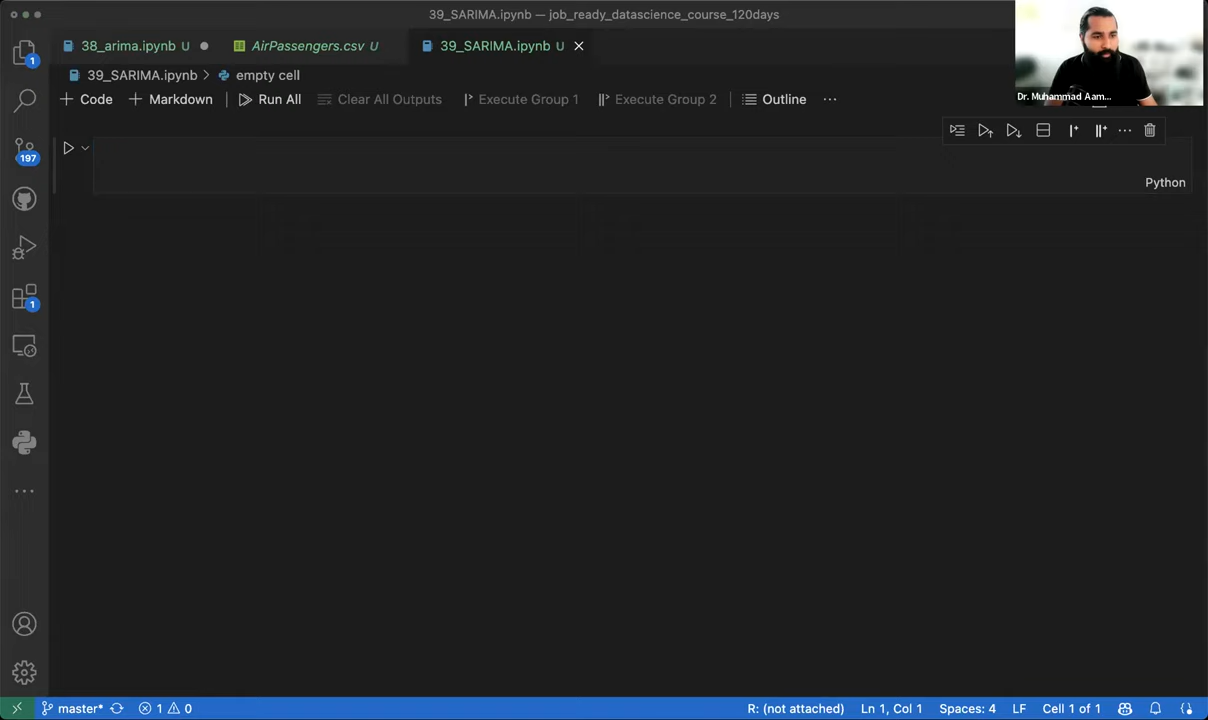 39_SARIMA.ipynb — job_ready_datascience_course_120days
38_arima.ipynb U
AirPassengers.csv U
39_SARIMA.ipynb U
39_SARIMA.ipynb > empty cell
Code
Markdown
Run All
Clear All Outputs
Execute Group 1
Execute Group 2
Outline
Dr. Muhammad Aam...
1
197
1
Python
master*
1
0
R: (not attached)
Ln 1, Col 1
Spaces: 4
LF
Cell 1 of 1